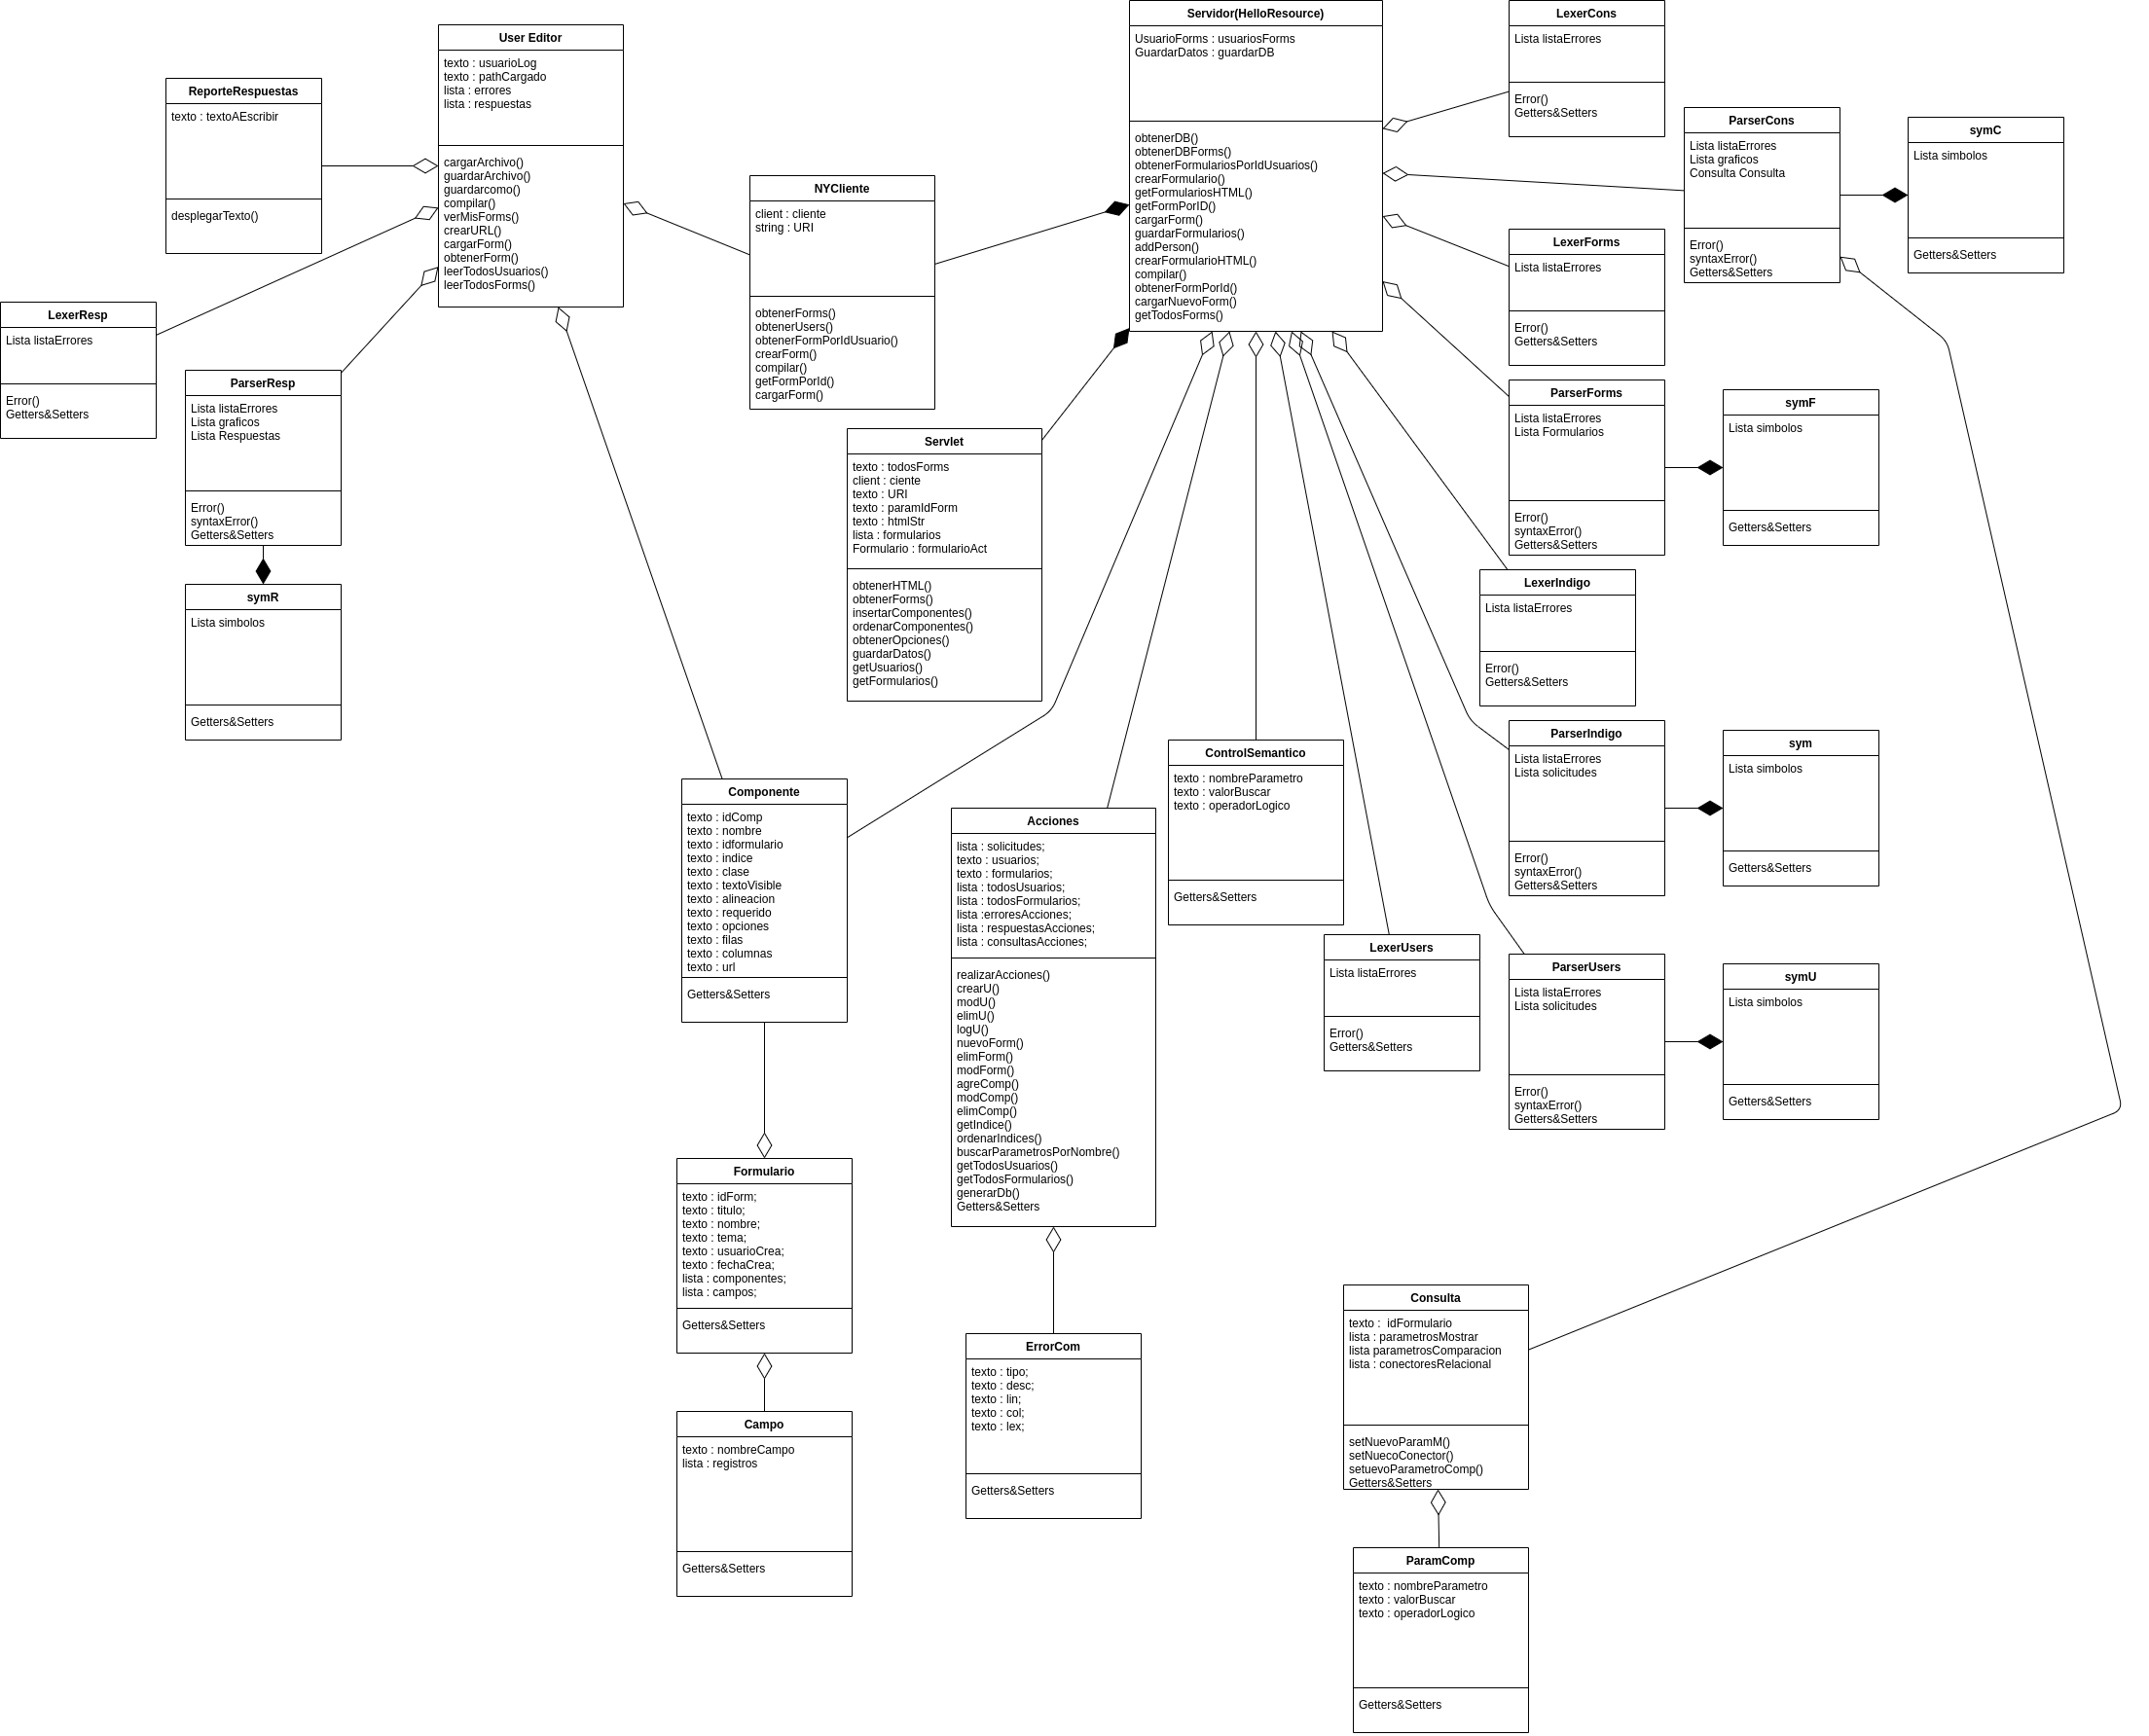 User Editor
texto : usuarioLog
texto : pathCargado
lista : errores
lista : respuestas
cargarArchivo()
guardarArchivo()
guardarcomo()
compilar()
verMisForms()
crearURL()
cargarForm()
obtenerForm()
leerTodosUsuarios()
leerTodosForms()
ReporteRespuestas
texto : textoAEscribir
desplegarTexto()
LexerResp
Lista listaErrores
Error()
Getters&Setters
ParserResp
Lista listaErrores
Lista graficos
Lista Respuestas
Error()
syntaxError()
Getters&Setters
symR
Lista simbolos
Getters&Setters
NYCliente
client : cliente
string : URI
obtenerForms()
obtenerUsers()
obtenerFormPorIdUsuario()
crearForm()
compilar()
getFormPorId()
cargarForm()
Servidor(HelloResource)
UsuarioForms : usuariosForms
GuardarDatos : guardarDB
obtenerDB()
obtenerDBForms()
obtenerFormulariosPorIdUsuarios()
crearFormulario()
getFormulariosHTML()
getFormPorID()
cargarForm()
guardarFormularios()
addPerson()
crearFormularioHTML()
compilar()
obtenerFormPorId()
cargarNuevoForm()
getTodosForms()
Servlet
texto : todosForms
client : ciente
texto : URI
texto : paramIdForm
texto : htmlStr
lista : formularios
Formulario : formularioAct
obtenerHTML()
obtenerForms()
insertarComponentes()
ordenarComponentes()
obtenerOpciones()
guardarDatos()
getUsuarios()
getFormularios()
LexerCons
Lista listaErrores
Error()
Getters&Setters
ParserCons
Lista listaErrores
Lista graficos
Consulta Consulta
Error()
syntaxError()
Getters&Setters
symC
Lista simbolos
Getters&Setters
LexerForms
Lista listaErrores
Error()
Getters&Setters
ParserForms
Lista listaErrores
Lista Formularios
Error()
syntaxError()
Getters&Setters
symF
Lista simbolos
Getters&Setters
LexerIndigo
Lista listaErrores
Error()
Getters&Setters
ParserIndigo
Lista listaErrores
Lista solicitudes
Error()
syntaxError()
Getters&Setters
sym
Lista simbolos
Getters&Setters
Componente
texto : idComp
texto : nombre
texto : idformulario
texto : indice
texto : clase
texto : textoVisible
texto : alineacion
texto : requerido
texto : opciones
texto : filas
texto : columnas
texto : url
Getters&Setters
Acciones
lista : solicitudes;
texto : usuarios;
texto : formularios;
lista : todosUsuarios;
lista : todosFormularios;
lista :erroresAcciones;
lista : respuestasAcciones;
lista : consultasAcciones;
realizarAcciones()
crearU()
modU()
elimU()
logU()
nuevoForm()
elimForm()
modForm()
agreComp()
modComp()
elimComp()
getIndice()
ordenarIndices()
buscarParametrosPorNombre()
getTodosUsuarios()
getTodosFormularios()
generarDb()
Getters&Setters
ControlSemantico
texto : nombreParametro
texto : valorBuscar
texto : operadorLogico
Getters&Setters
LexerUsers
Lista listaErrores
Error()
Getters&Setters
ParserUsers
Lista listaErrores
Lista solicitudes
Error()
syntaxError()
Getters&Setters
symU
Lista simbolos
Getters&Setters
Formulario
texto : idForm;
texto : titulo;
texto : nombre;
texto : tema;
texto : usuarioCrea;
texto : fechaCrea;
lista : componentes;
lista : campos;
Getters&Setters
Campo
texto : nombreCampo
lista : registros
Getters&Setters
ErrorCom
texto : tipo;
texto : desc;
texto : lin;
texto : col;
texto : lex;
Getters&Setters
Consulta
texto :  idFormulario
lista : parametrosMostrar
lista parametrosComparacion
lista : conectoresRelacional
setNuevoParamM()
setNuecoConector()
setuevoParametroComp()
Getters&Setters
ParamComp
texto : nombreParametro
texto : valorBuscar
texto : operadorLogico
Getters&Setters